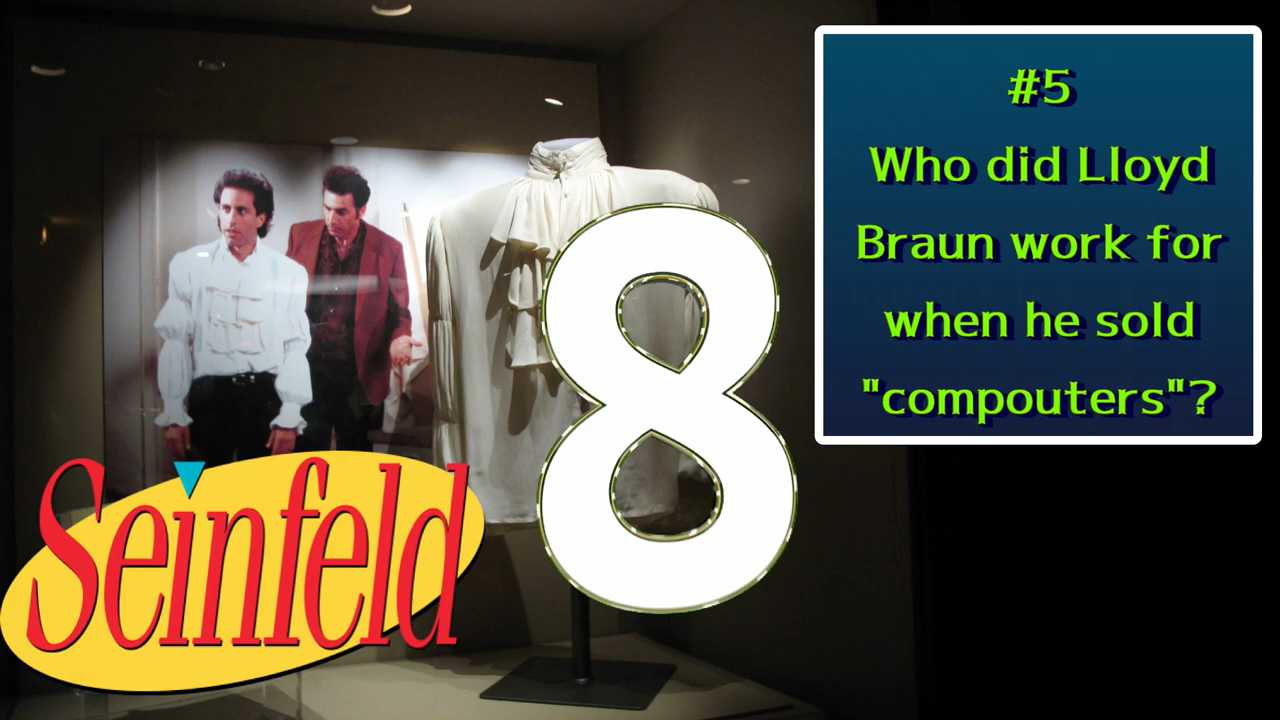 #5
Who did Lloyd
Braun work for
when he sold
"compouters"?
8
Seinfeld